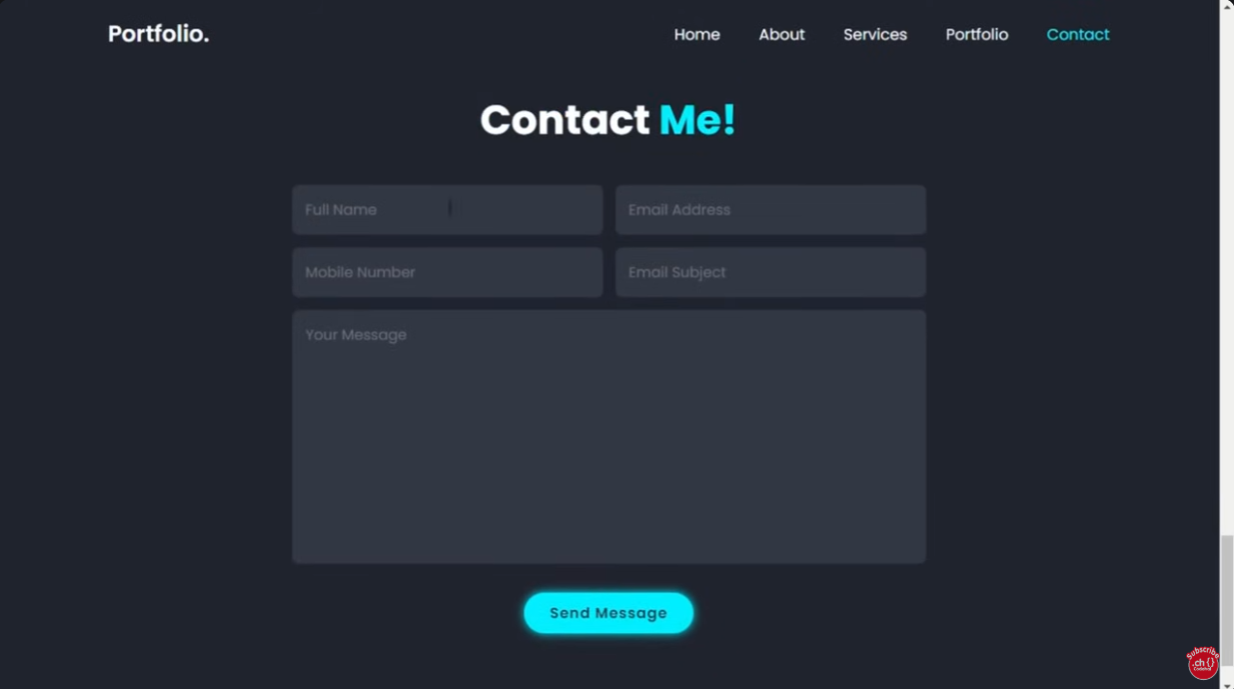 Portfolio.
Home About Services Portfolio Contact
Contact Me!
Full Name
Email Address
Mobile Number
Email Subject
Your Message
Send Message
Subscribe
.ch {}